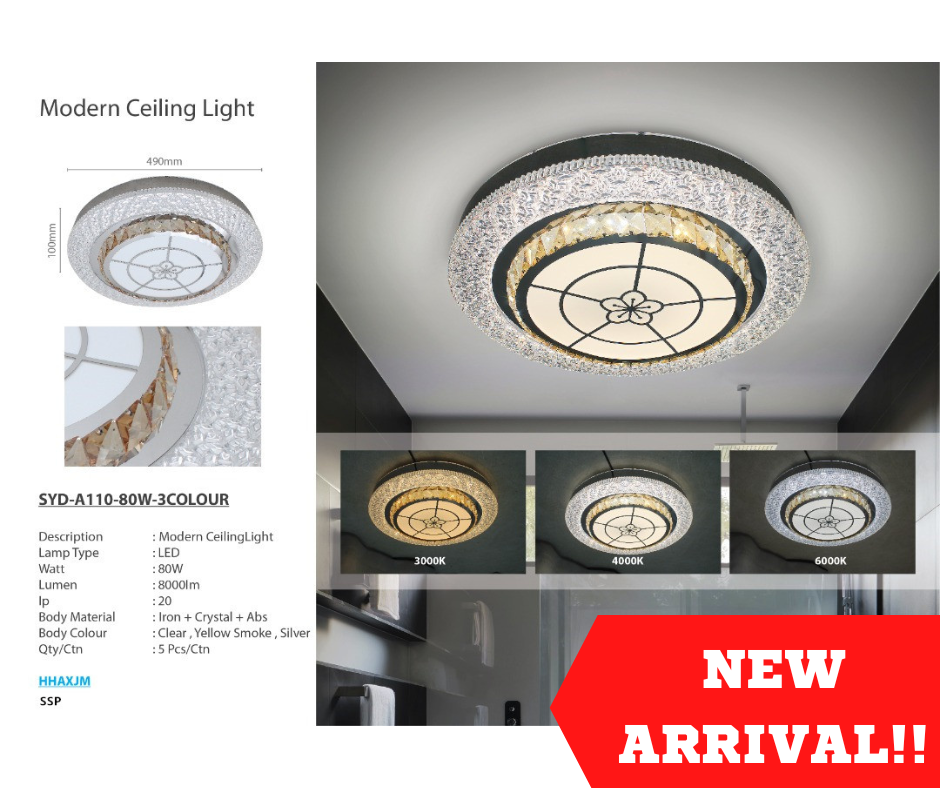 Modern Ceiling Light
490mm
100mm
SYD-A110-80W-3COLOUR
Description : Modern CeilingLight
Lamp Type : LED
Watt : 80W
Lumen : 8000lm
Ip : 20
Body Material : Iron + Crystal + Abs
Body Colour : Clear , Yellow Smoke , Silver
Qty/Ctn : 5 Pcs/Ctn
HHAXJM
SSP
3000K
4000K
6000K
NEW
ARRIVAL!!